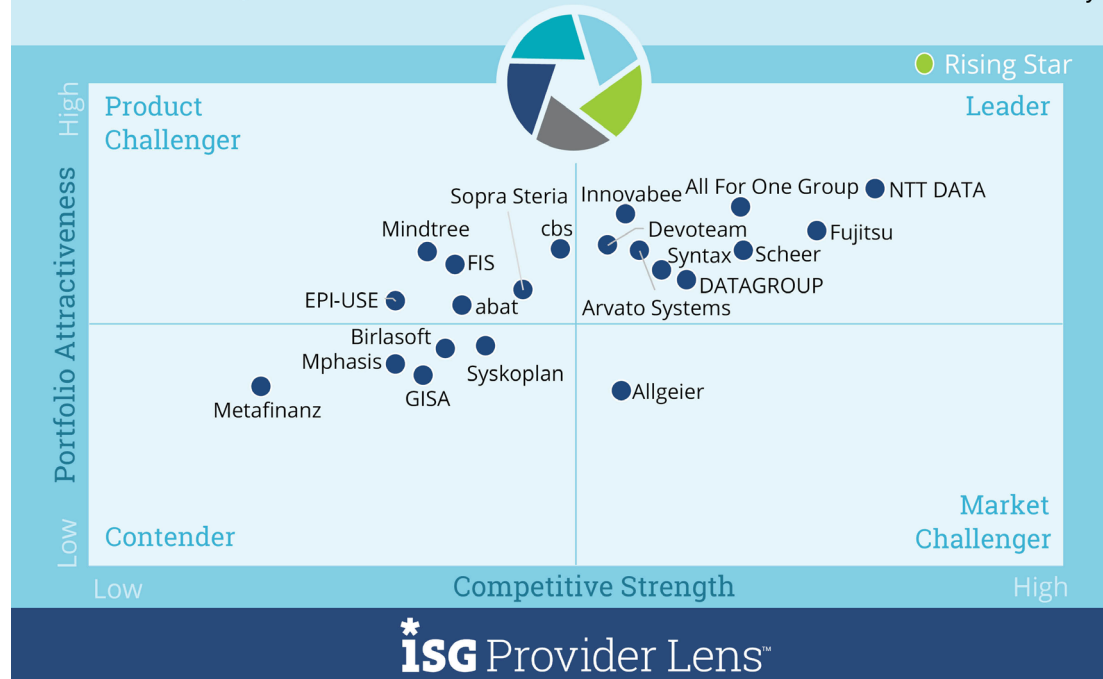 Rising Star
High
Product
Challenger
Leader
Sopra Steria
Innovabee
All For One Group
NTT DATA
Mindtree
cbs
Devoteam
Fujitsu
FIS
Syntax
Scheer
EPI-USE
abat
DATAGROUP
Arvato Systems
Birlasoft
Mphasis
Syskoplan
GISA
Metafinanz
Allgeier
Portfolio Attractiveness
Low
Contender
Market
Challenger
Low
Competitive Strength
High
ISG Provider Lens™